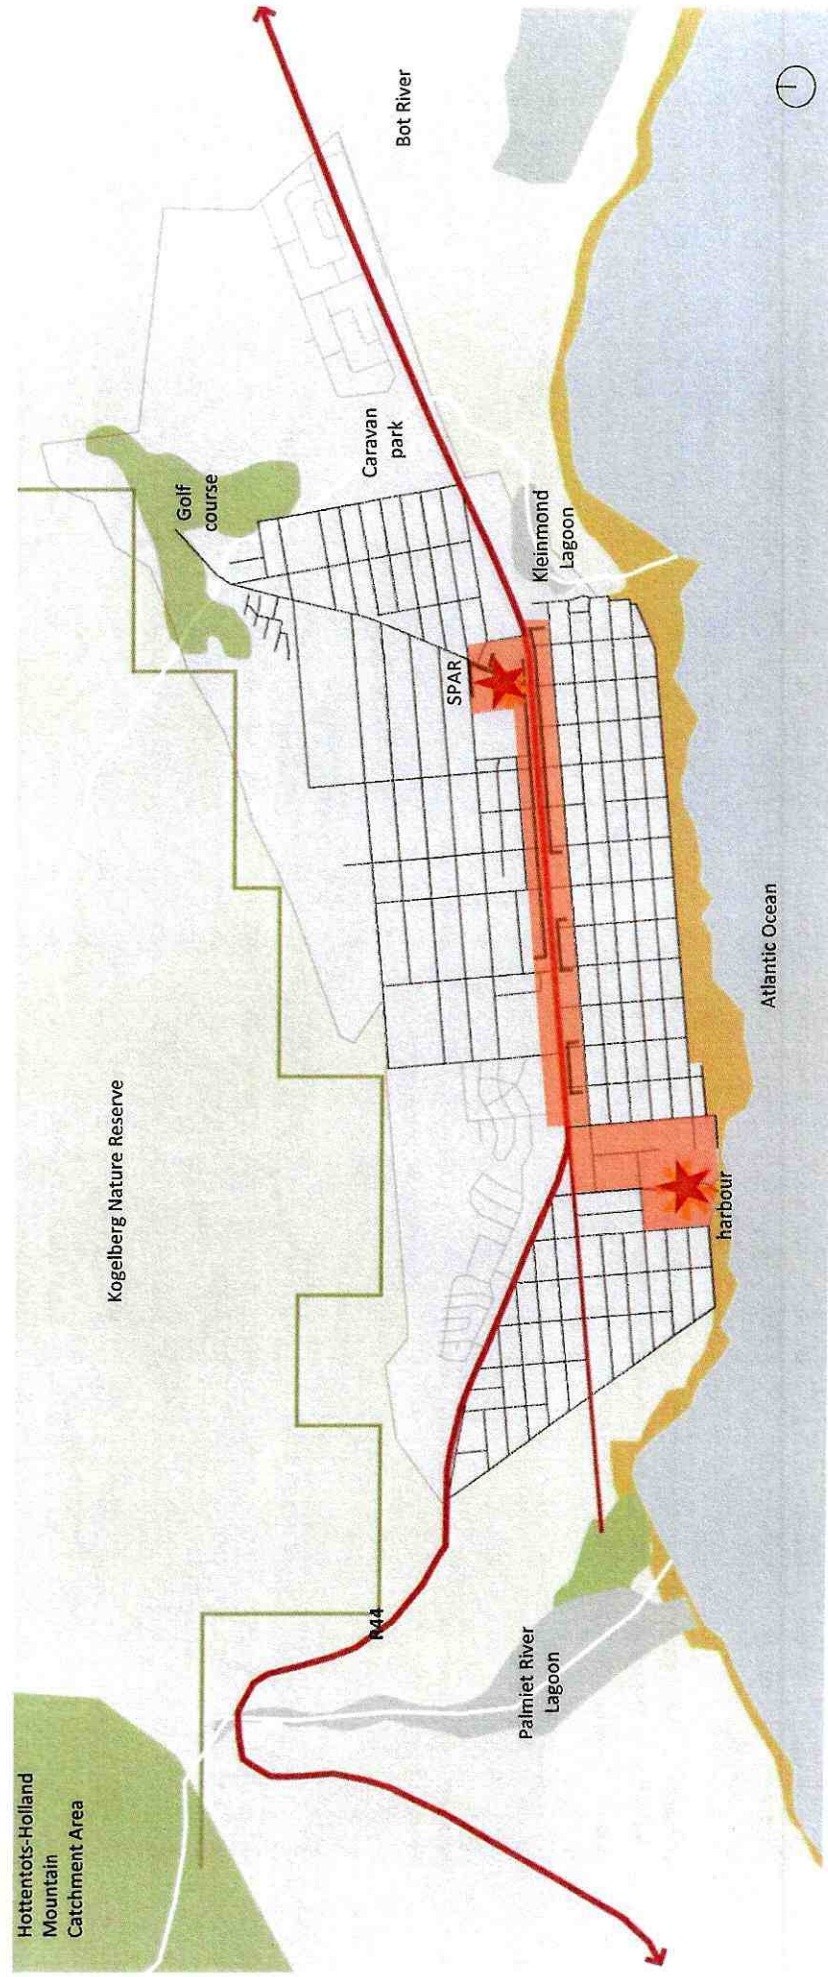 Hottentots-Holland
Mountain
Catchment Area
Kogelberg Nature Reserve
Golf
course
Bot River
Caravan
park
SPAR
Kleinmond
Lagoon
R44
Palmiet River
Lagoon
harbour
Atlantic Ocean